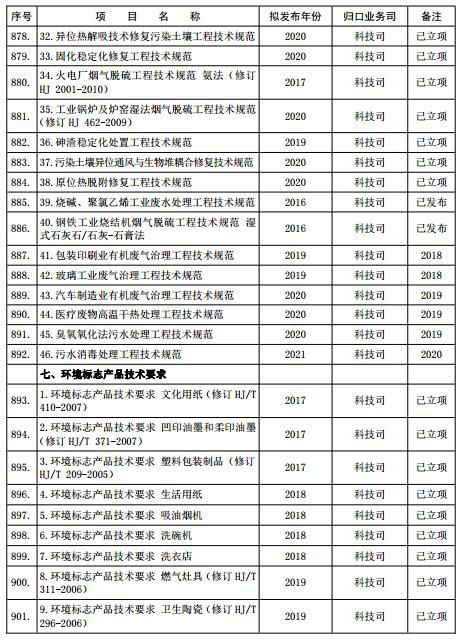 序号 项 目 名 称 拟发布年份 归口业务司 备注
878. 32.异位热解吸技术修复污染土壤工程技术规范 2020 科技司 已立项
879. 33.固化稳定化修复工程技术规范 2020 科技司 已立项
880. 34.火电厂烟气脱硫工程技术规范 氨法（修订 2017 科技司 已立项
HJ 2001-2010）
881. 35.工业锅炉及炉窑湿法烟气脱硫工程技术规范 2020 科技司 已立项
（修订 HJ 462-2009）
882. 36.砷渣稳定化处置工程技术规范 2019 科技司 已立项
883. 37.污染土壤异位通风与生物堆耦合修复技术规范 2020 科技司 已立项
884. 38.原位热脱附修复工程技术规范 2020 科技司 已立项
885. 39.烧碱、聚氯乙烯工业废水处理工程技术规范 2016 科技司 已发布
886. 40.钢铁工业烧结机烟气脱硫工程技术规范 湿 2016 科技司 已发布
式石灰石/石灰-石膏法
887. 41.包装印刷业有机废气治理工程技术规范 2019 科技司 2018
888. 42.玻璃工业废气治理工程技术规范 2019 科技司 2018
889. 43.汽车制造业有机废气治理工程技术规范 2020 科技司 2019
890. 44.医疗废物高温干热处理工程技术规范 2020 科技司 2019
891. 45.臭氧氧化法污水处理工程技术规范 2020 科技司 2019
892. 46.污水消毒处理工程技术规范 2021 科技司 2020
七、环境标志产品技术要求
893. 1.环境标志产品技术要求 文化用纸（修订 HJ/T 2017 科技司 已立项
410-2007）
894. 2.环境标志产品技术要求 凹印油墨和柔印油墨 2017 科技司 已立项
（修订 HJ/T 371-2007）
895. 3.环境标志产品技术要求 塑料包装制品（修订 2017 科技司 已立项
HJ/T 209-2005）
896. 4.环境标志产品技术要求 生活用纸 2018 科技司 已立项
897. 5.环境标志产品技术要求 吸油烟机 2018 科技司 已立项
898. 6.环境标志产品技术要求 洗碗机 2018 科技司 已立项
899. 7.环境标志产品技术要求 洗衣店 2018 科技司 已立项
900. 8.环境标志产品技术要求 燃气灶具（修订 HJ/T 2019 科技司 已立项
311-2006）
901. 9.环境标志产品技术要求 卫生陶瓷（修订 HJ/T 2019 科技司 已立项
296-2006）